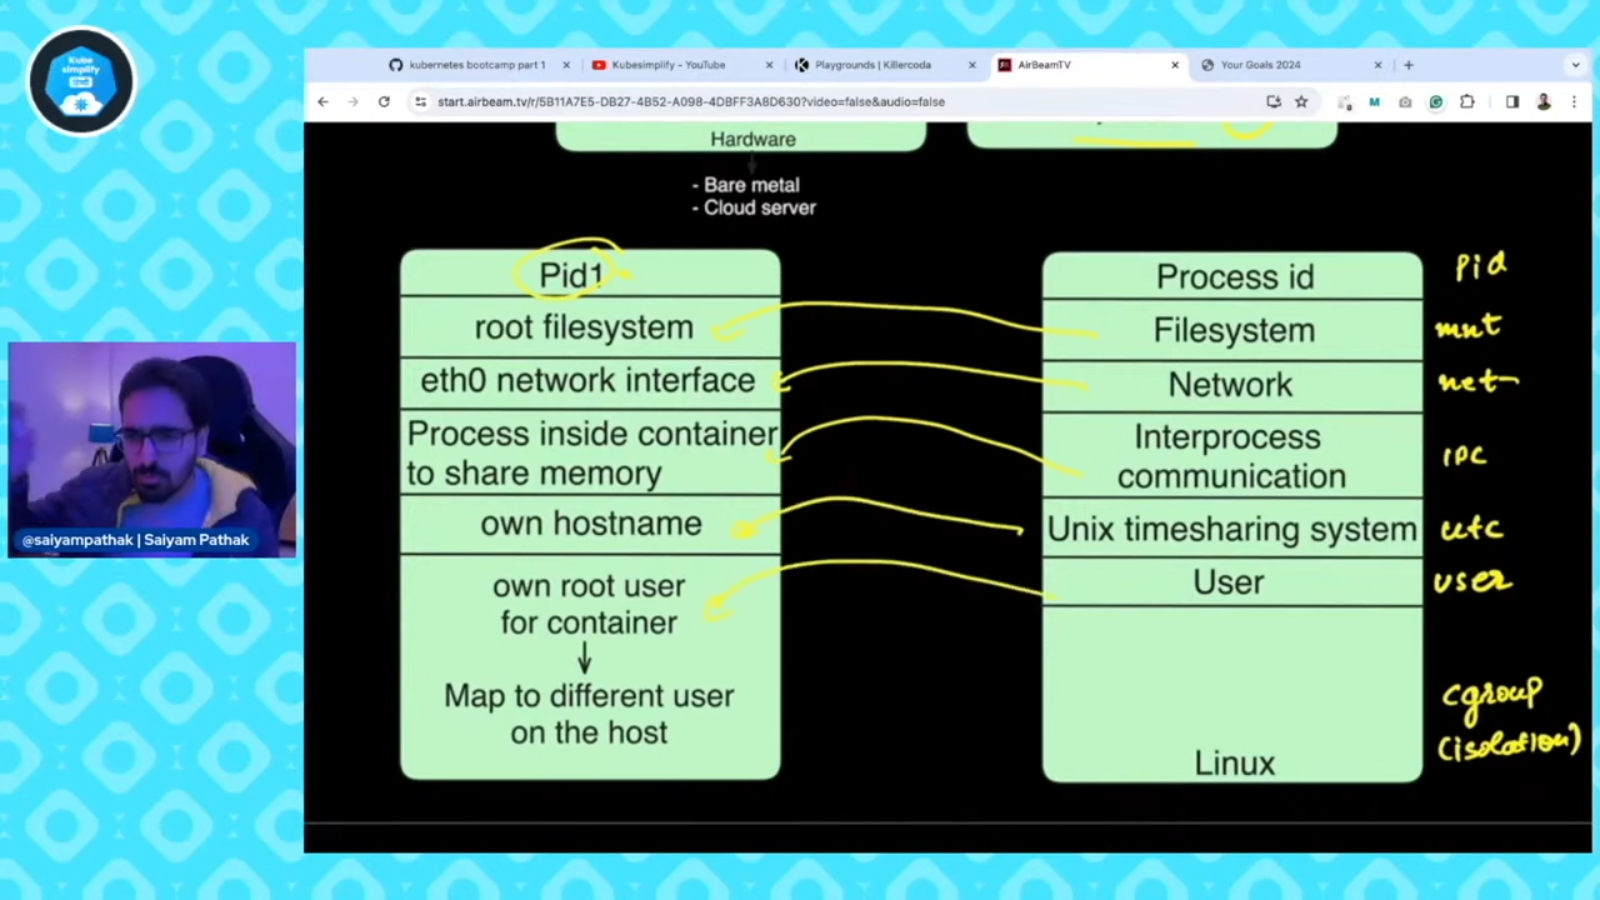 Kube
simplify
kubernetes bootcamp part 1
Kubesimplify - YouTube
Playgrounds | Killercoda
AirBeamTV
Your Goals 2024
start.airbeam.tv/r/5B11A7E5-DB27-4B52-A098-4DBFF3A8D630?video=false&audio=false
Hardware
- Bare metal
- Cloud server
Pid1
root filesystem
eth0 network interface
Process inside container
to share memory
own hostname
own root user
for container
Map to different user
on the host
Process id
Filesystem
Network
Interprocess
communication
Unix timesharing system
User
Linux
Pid
mnt
net
IPC
utc
user
cgroup
(isolation)
@saiyampathak | Saiyam Pathak